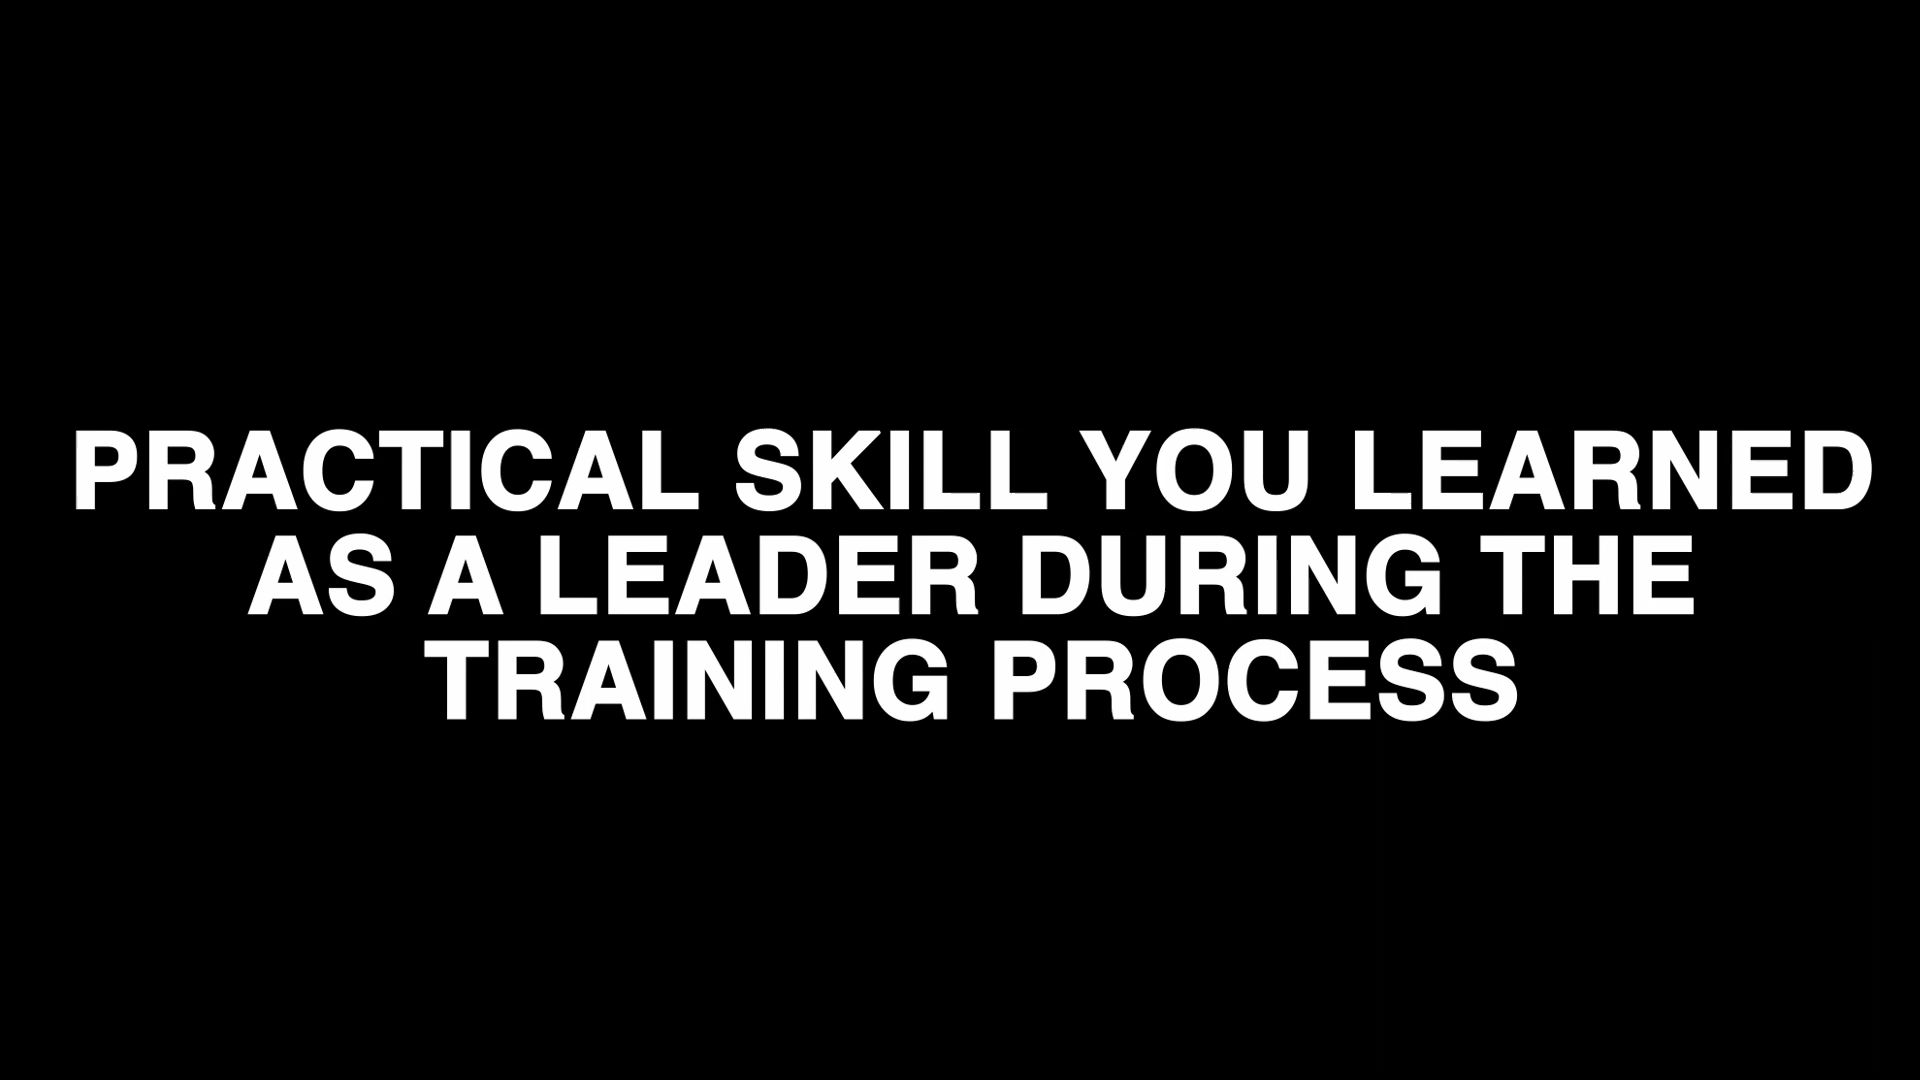 PRACTICAL SKILL YOU LEARNED
AS A LEADER DURING THE
TRAINING PROCESS